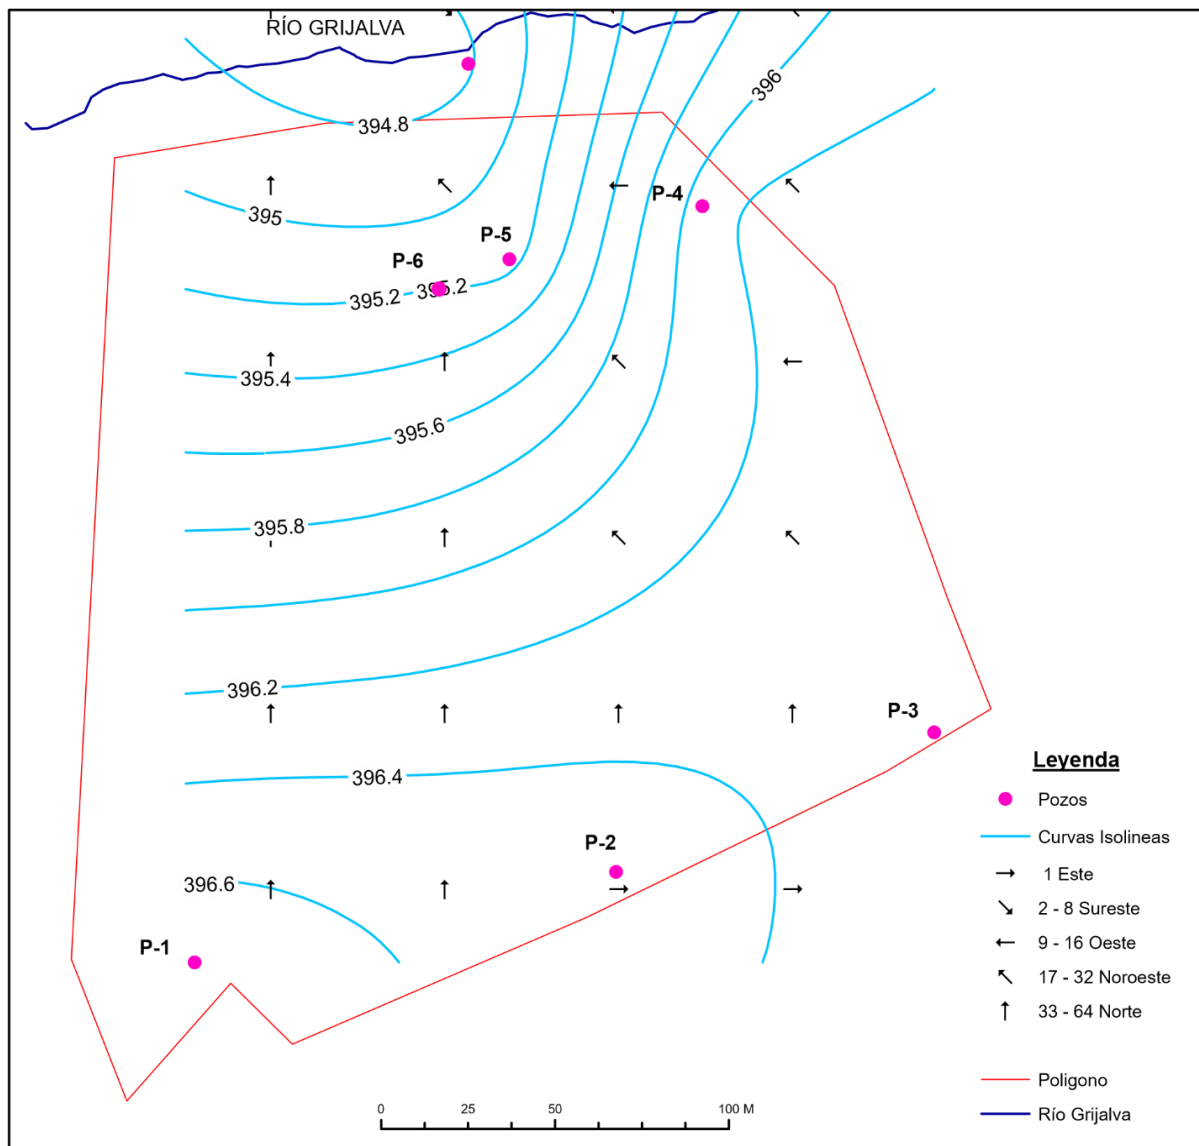 RÍO GRIJALVA
396
394.8
P-4
395
P-5
P-6
395.2
395.2
395.4
395.6
395.8
396.2
P-3
396.4
P-2
396.6
P-1
Leyenda
Pozos
Curvas Isolineas
1 Este
2 - 8 Sureste
9 - 16 Oeste
17 - 32 Noroeste
33 - 64 Norte
Poligono
Río Grijalva
0 25 50 100 M